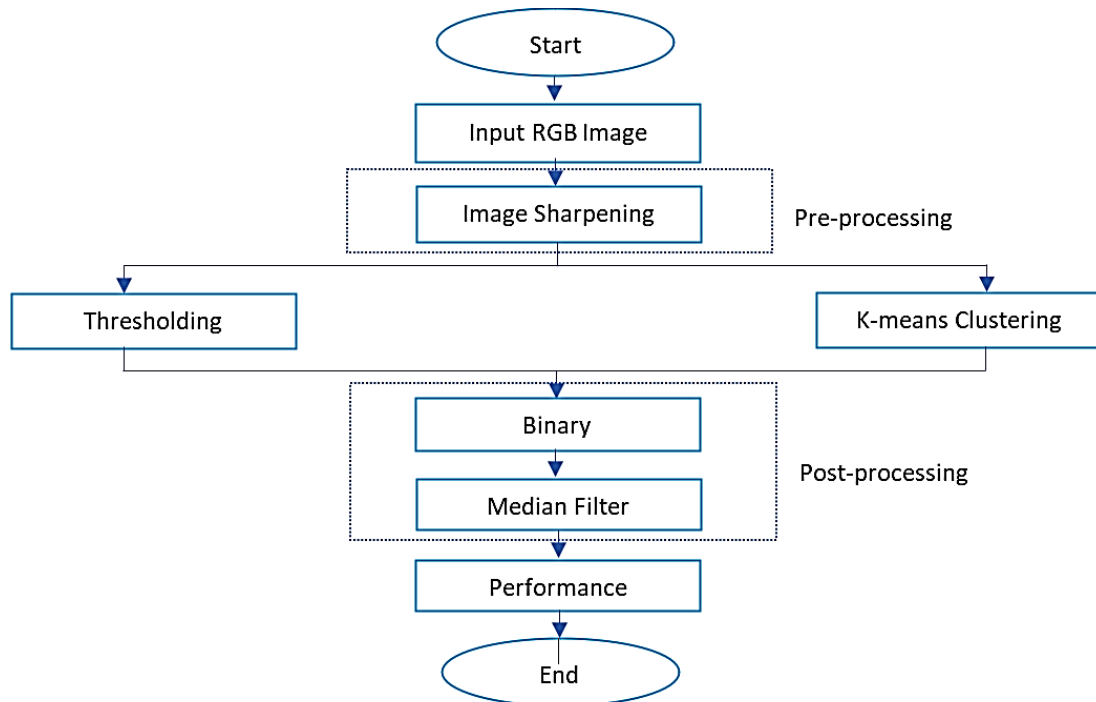 Start
Input RGB Image
Image Sharpening
Pre-processing
Thresholding
K-means Clustering
Binary
Post-processing
Median Filter
Performance
End